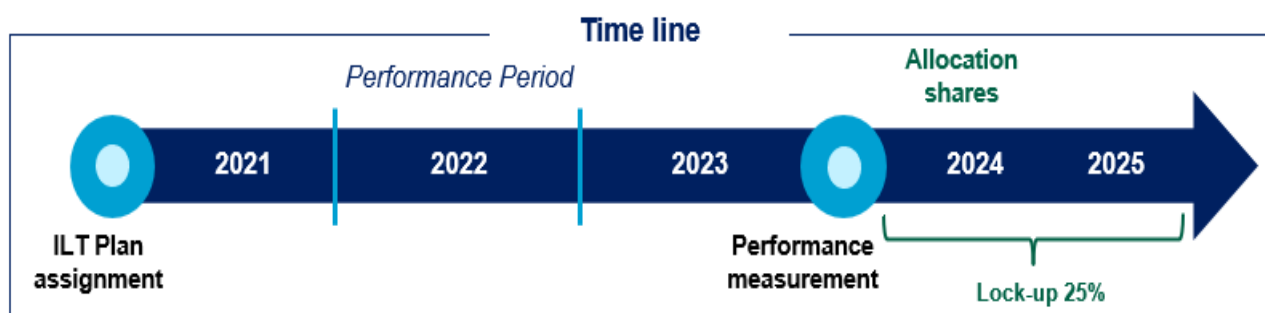 Time line
Performance Period
Allocation
shares
2021
2022
2023
2024
2025
ILT Plan
assignment
Performance
measurement
Lock-up 25%